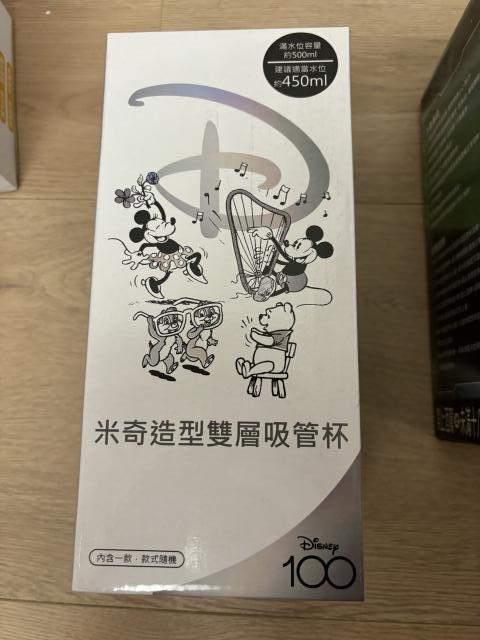 滿水位容量
約500ml
建議適當水位
約450ml
米奇造型雙層吸管杯
內含一款．款式隨機
Disney
100